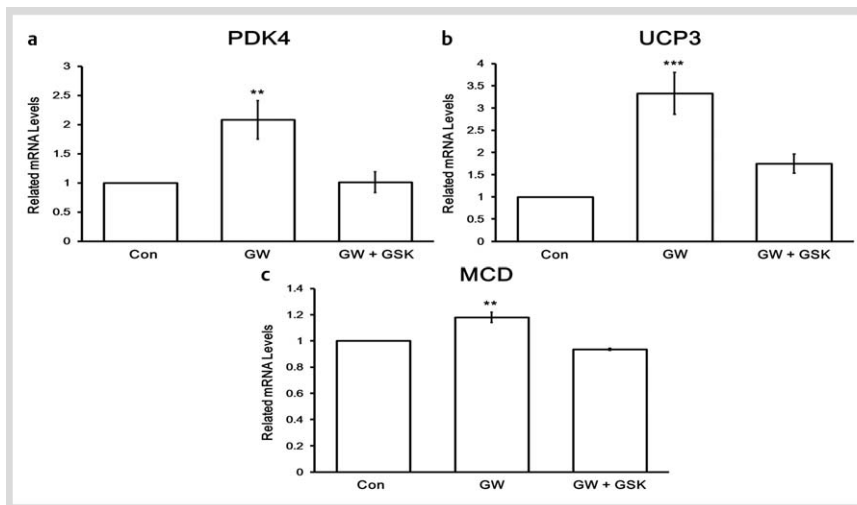 a
PDK4
Related mRNA Levels
3
2.5
2
1.5
1
0.5
0
**
Con
GW
GW + GSK
b
UCP3
Related mRNA Levels
4
3.5
3
2.5
2
1.5
1
1.5
0
***
Con
GW
GW + GSK
c
MCD
Related mRNA Levels
1.4
1.2
1
0.8
0.6
0.4
0.2
0
**
Con
GW
GW + GSK